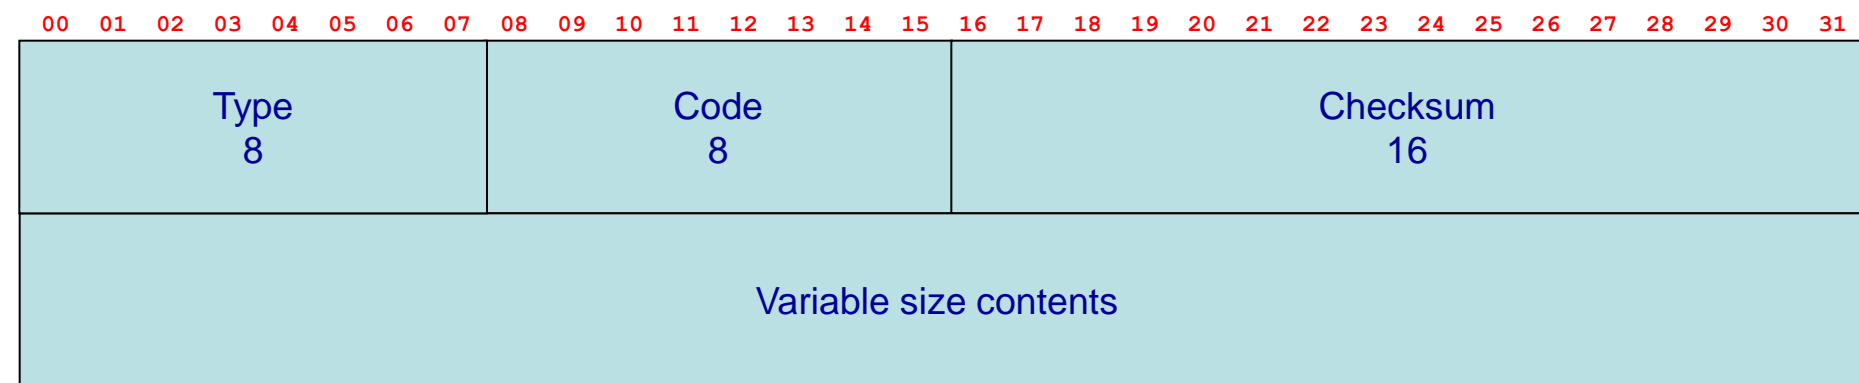 00 01 02 03 04 05 06 07 08 09 10 11 12 13 14 15 16 17 18 19 20 21 22 23 24 25 26 27 28 29 30 31
Type Code Checksum
8 8 16
Variable size contents